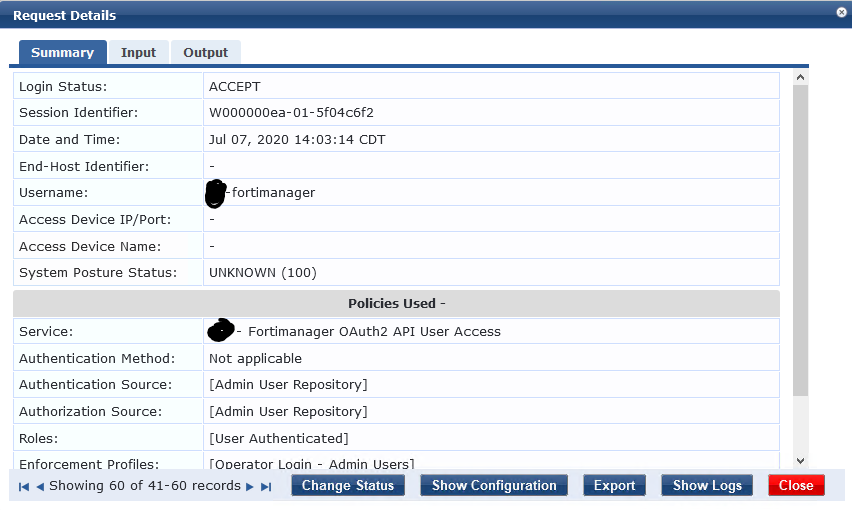 Request Details
Summary Input Output
Login Status: ACCEPT
Session Identifier: W000000ea-01-5f04c6f2
Date and Time: Jul 07, 2020 14:03:14 CDT
End-Host Identifier: -
Username: -fortimanager
Access Device IP/Port: -
Access Device Name: -
System Posture Status: UNKNOWN (100)
Policies Used -
Service: - Fortimanager OAuth2 API User Access
Authentication Method: Not applicable
Authentication Source: [Admin User Repository]
Authorization Source: [Admin User Repository]
Roles: [User Authenticated]
Enforcement Profiles: [Operator Login - Admin Users]
Showing 60 of 41-60 records Change Status Show Configuration Export Show Logs Close